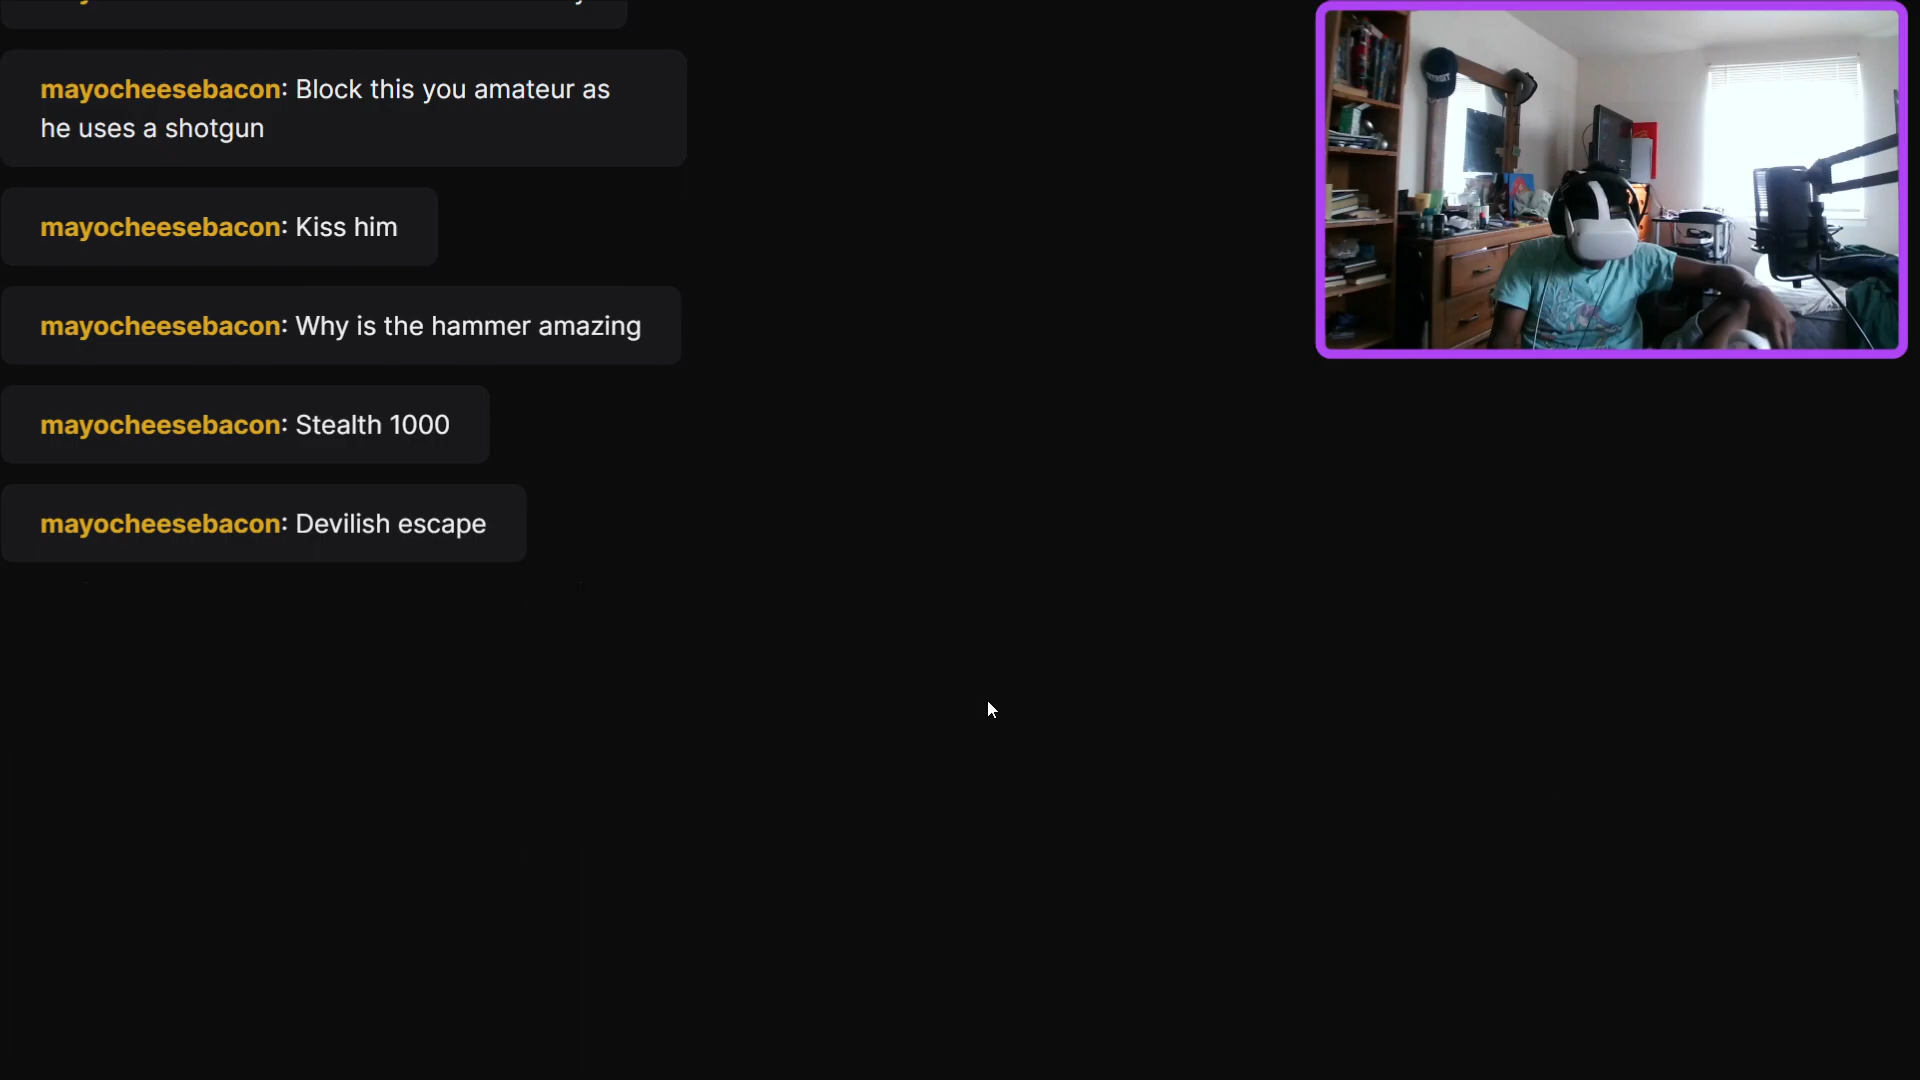 mayocheesebacon: Block this you amateur as
he uses a shotgun
mayocheesebacon: Kiss him
mayocheesebacon: Why is the hammer amazing
mayocheesebacon: Stealth 1000
mayocheesebacon: Devilish escape